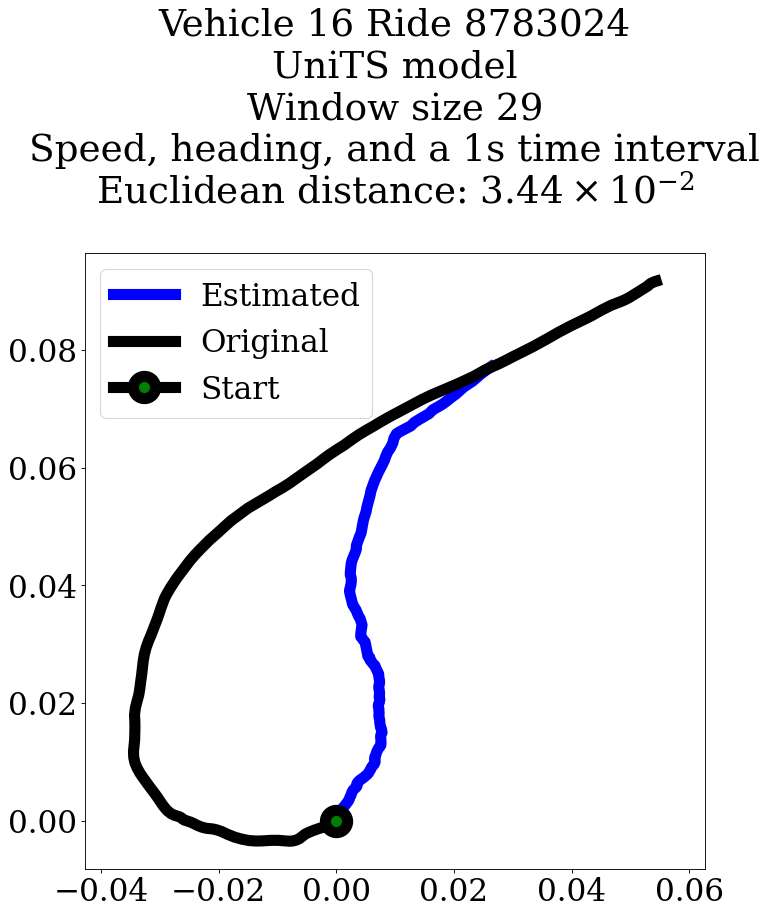 Vehicle 16 Ride 8783024
UniTS model
Window size 29
Speed, heading, and a 1s time interval
Euclidean distance: 3.44 × 10⁻²
Estimated
Original
Start
0.08
0.06
0.04
0.02
0.00
−0.04 −0.02 0.00 0.02 0.04 0.06